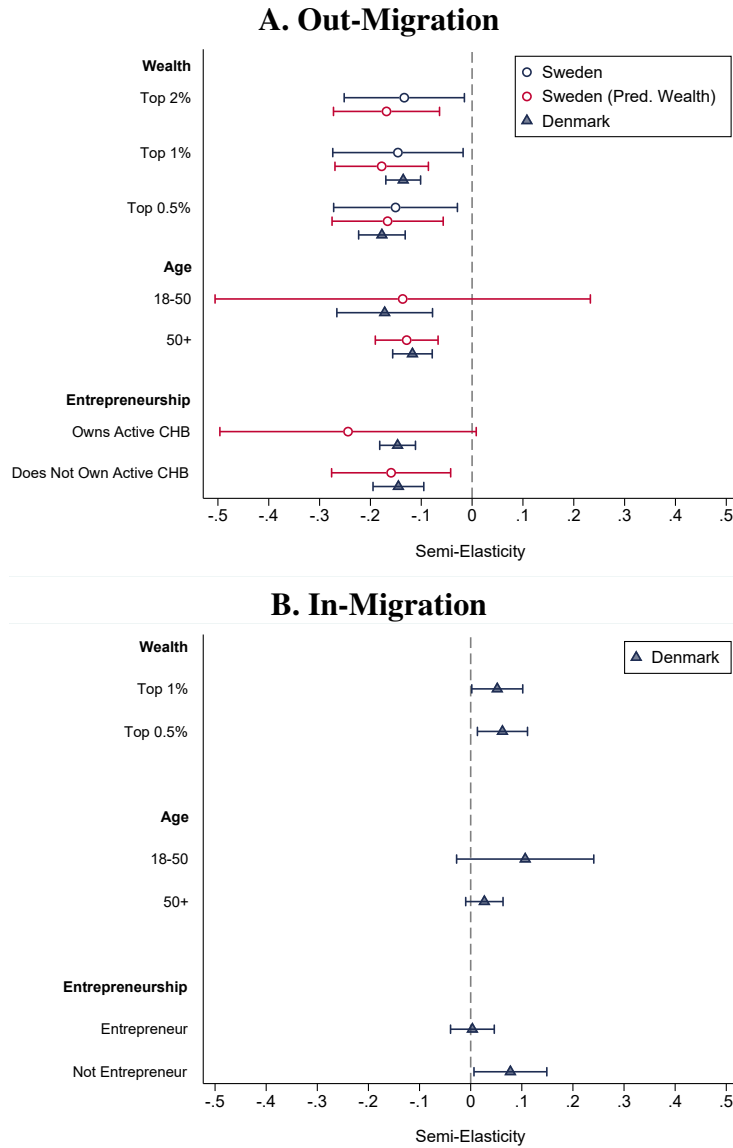 A. Out-Migration
Wealth
Sweden
Sweden (Pred. Wealth)
Denmark
Top 2%
Top 1%
Top 0.5%
Age
18-50
50+
Entrepreneurship
Owns Active CHB
Does Not Own Active CHB
-.5 -.4 -.3 -.2 -.1 0 .1 .2 .3 .4 .5
Semi-Elasticity
B. In-Migration
Wealth
Denmark
Top 1%
Top 0.5%
Age
18-50
50+
Entrepreneurship
Entrepreneur
Not Entrepreneur
-.5 -.4 -.3 -.2 -.1 0 .1 .2 .3 .4 .5
Semi-Elasticity